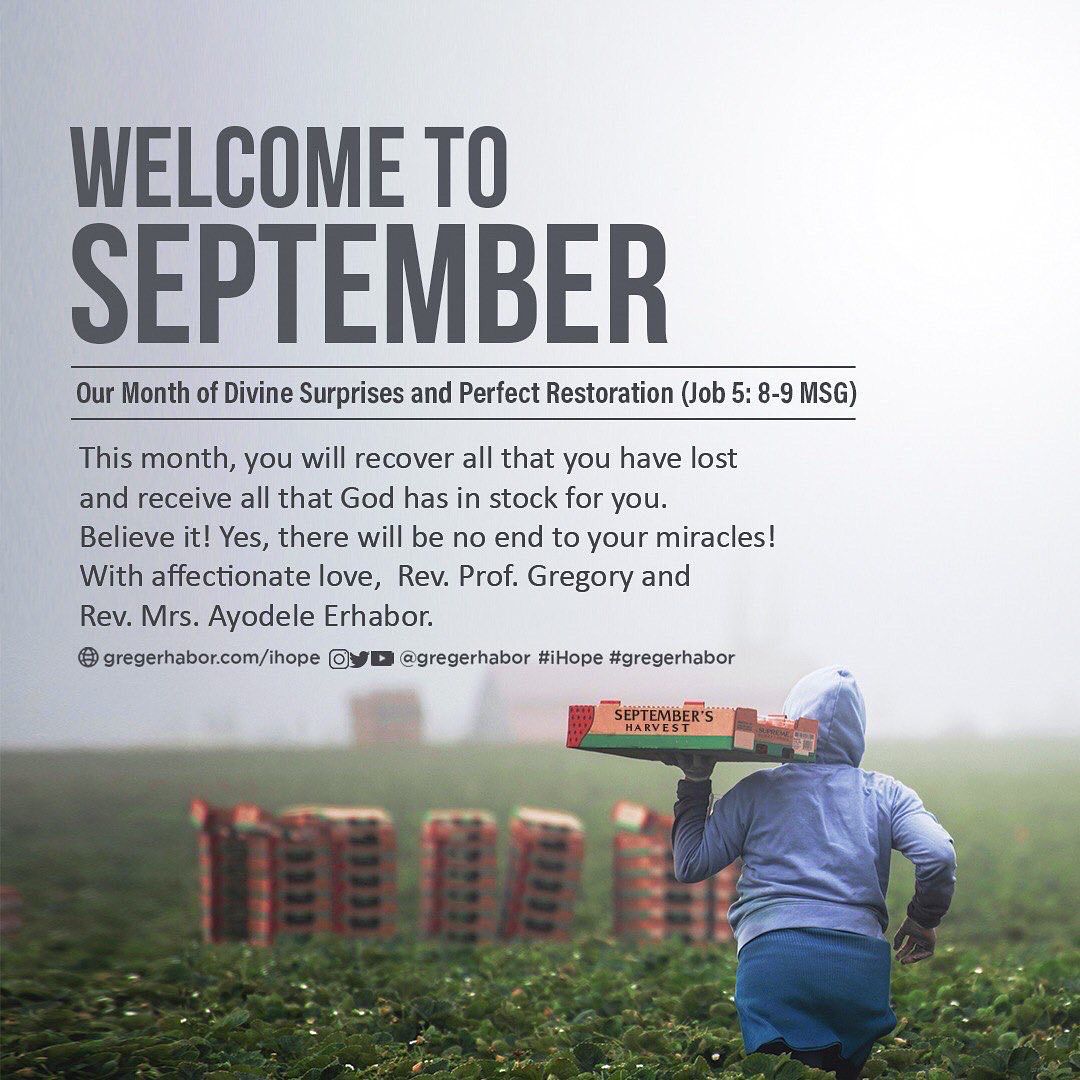 WELCOME TO
SEPTEMBER
Our Month of Divine Surprises and Perfect Restoration (Job 5: 8-9 MSG)
This month, you will recover all that you have lost
and receive all that God has in stock for you.
Believe it! Yes, there will be no end to your miracles!
With affectionate love,  Rev. Prof. Gregory and
Rev. Mrs. Ayodele Erhabor.
gregerhabor.com/ihope @gregerhabor #iHope #gregerhabor
SEPTEMBER'S
HARVEST
SUPREME